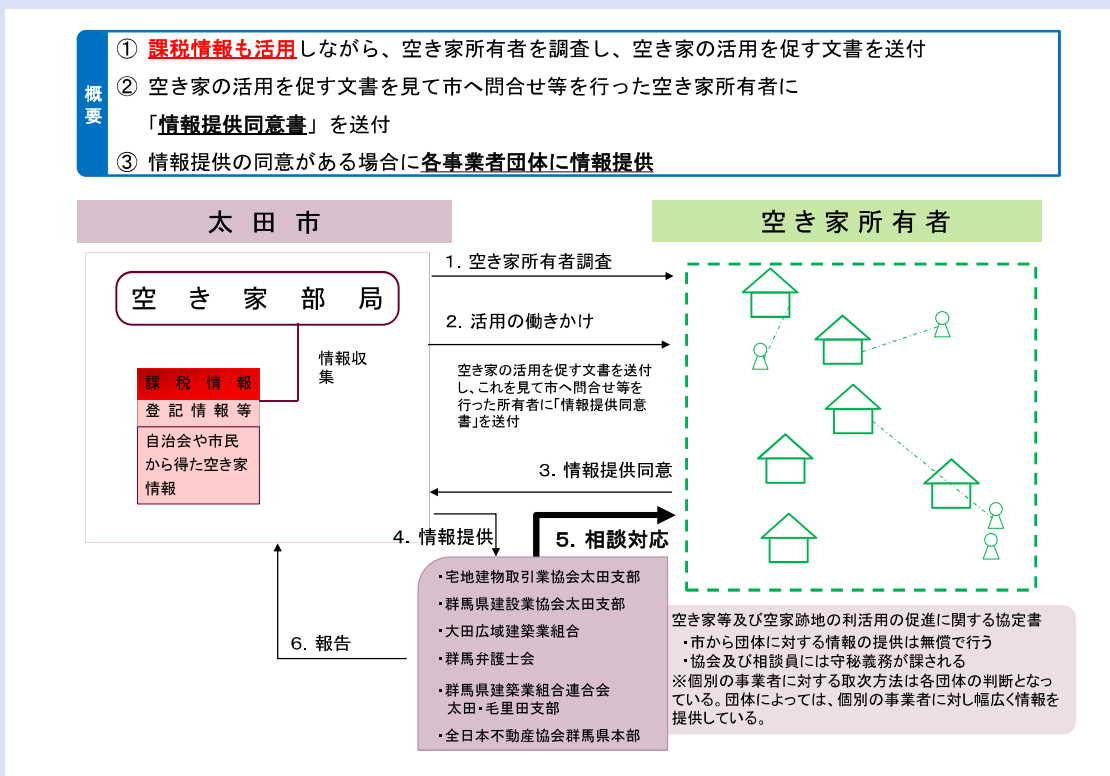 概要
① 課税情報も活用しながら、空き家所有者を調査し、空き家の活用を促す文書を送付
② 空き家の活用を促す文書を見て市へ問合せ等を行った空き家所有者に
「情報提供同意書」を送付
③ 情報提供の同意がある場合に各事業者団体に情報提供
太田市
空き家所有者
空き家部局
情報収
集
課税情報
登記情報等
自治会や市民
から得た空き家
情報
1．空き家所有者調査
2．活用の働きかけ
空き家の活用を促す文書を送付
し、これを見て市へ問合せ等を
行った所有者に「情報提供同意
書」を送付
3．情報提供同意
4．情報提供
5．相談対応
6．報告
・宅地建物取引業協会太田支部
・群馬県建設業協会太田支部
・大田広域建築業組合
・群馬弁護士会
・群馬県建築業組合連合会
太田・毛里田支部
・全日本不動産協会群馬県本部
空き家等及び空家跡地の利活用の促進に関する協定書
・市から団体に対する情報の提供は無償で行う
・協会及び相談員には守秘義務が課される
※個別の事業者に対する取次方法は各団体の判断となっ
ている。団体によっては、個別の事業者に対し幅広く情報を
提供している。